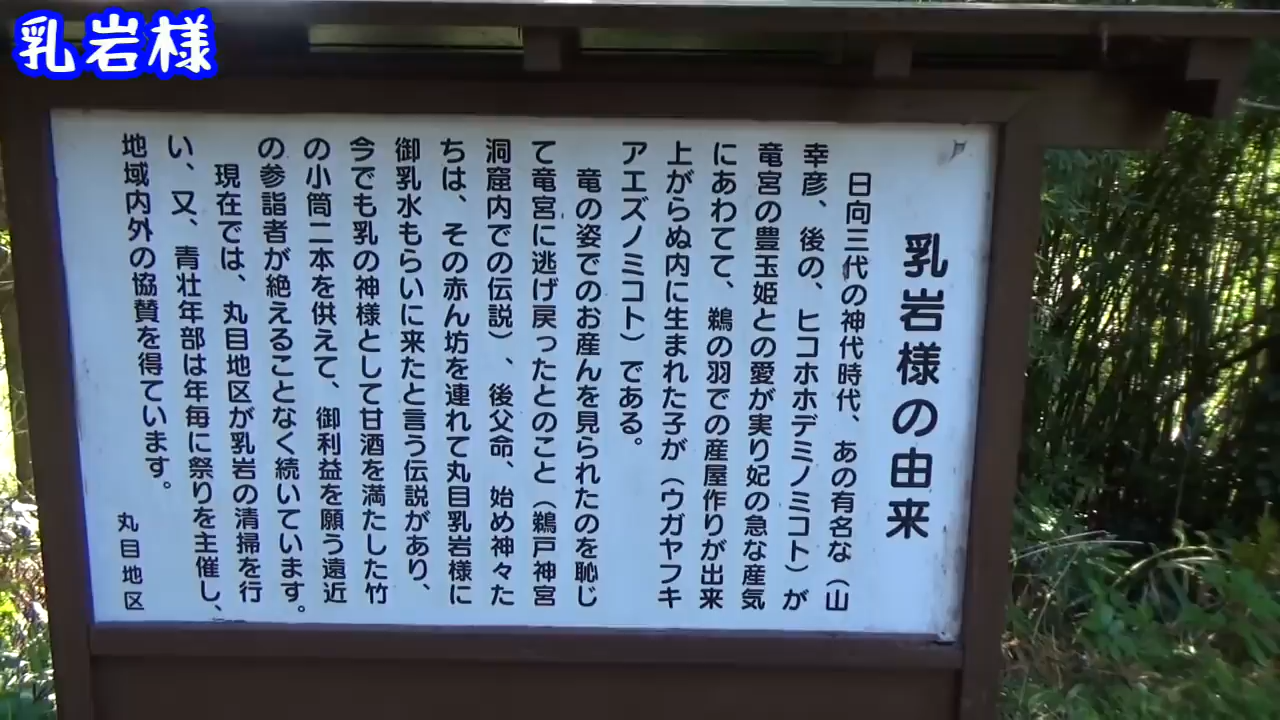 乳岩様
乳岩様の由来
日向三代の神代時代、あの有名な（山
幸彦、後の、ヒコホホデミノミコト）が
竜宮の豊玉姫との愛が実り妃の急な産気
にあわてて、鵜の羽での産屋作りが出来
上がらぬ内に生まれた子が（ウガヤフキ
アエズノミコト）である。
竜の姿でのお産んを見られたのを恥じ
て竜宮に逃げ戻ったとのこと（鵜戸神宮
洞窟内での伝説）、後父命、始め神々た
ちは、その赤ん坊を連れて丸目乳岩様に
御乳水もらいに来たと言う伝説があり、
今でも乳の神様として甘酒を満たした竹
の小筒二本を供えて、御利益を願う遠近
の参詣者が絶えることなく続いています。
現在では、丸目地区が乳岩の清掃を行
い、又、青壮年部は年毎に祭りを主催し、
地域内外の協賛を得ています。
丸目地区